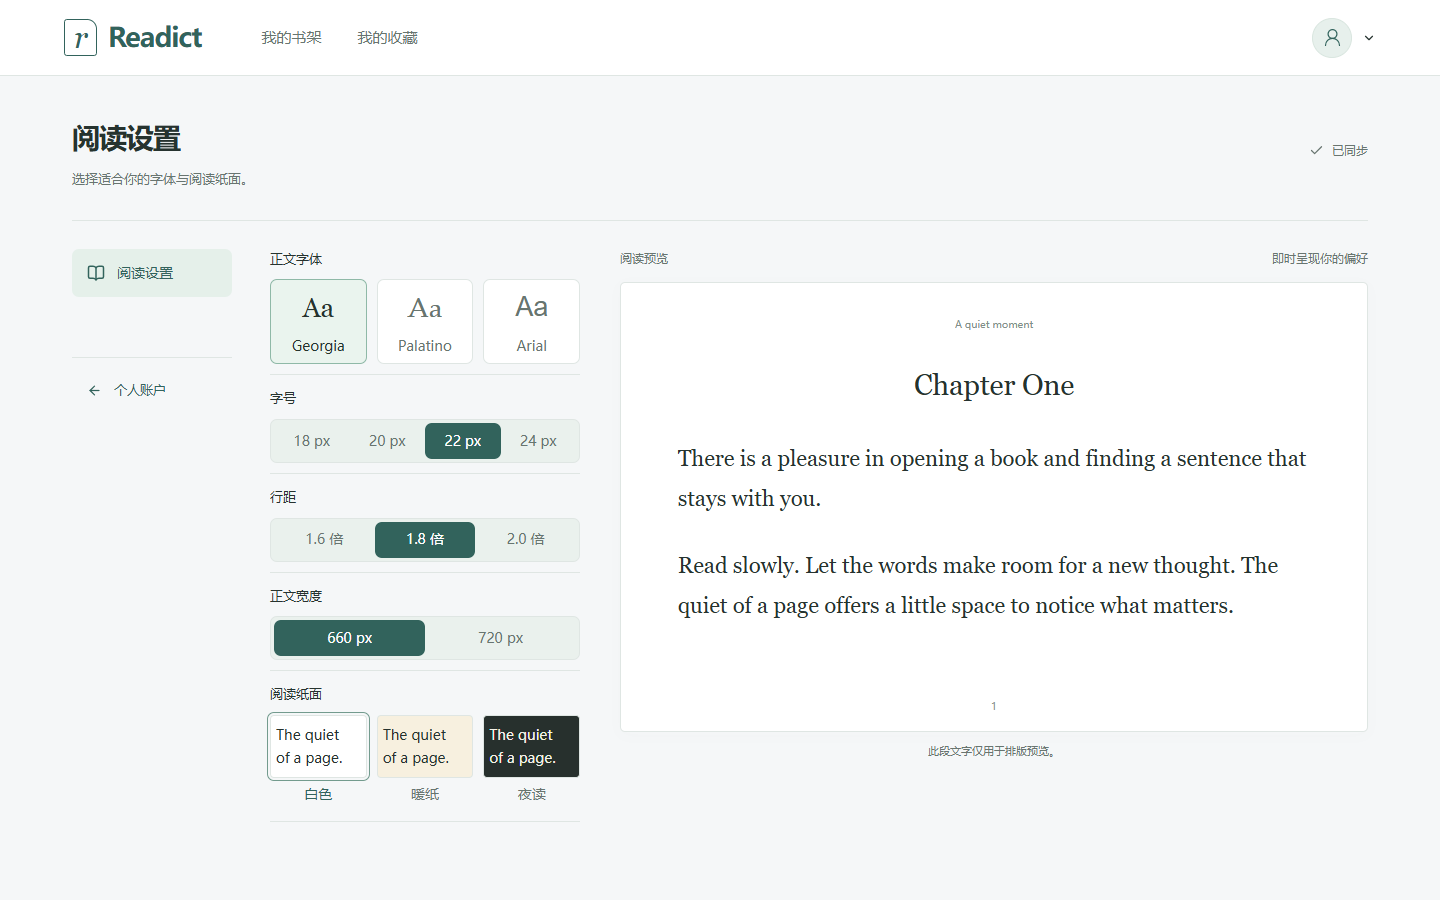 r Readict
我的书架
我的收藏
阅读设置
已同步
选择适合你的字体与阅读纸面。
阅读设置
个人账户
正文字体
Aa
Georgia
Aa
Palatino
Aa
Arial
字号
18 px
20 px
22 px
24 px
行距
1.6 倍
1.8 倍
2.0 倍
正文宽度
660 px
720 px
阅读纸面
The quiet
of a page.
白色
The quiet
of a page.
暖纸
The quiet
of a page.
夜读
阅读预览
即时呈现你的偏好
A quiet moment
Chapter One
There is a pleasure in opening a book and finding a sentence that
stays with you.
Read slowly. Let the words make room for a new thought. The
quiet of a page offers a little space to notice what matters.
1
此段文字仅用于排版预览。